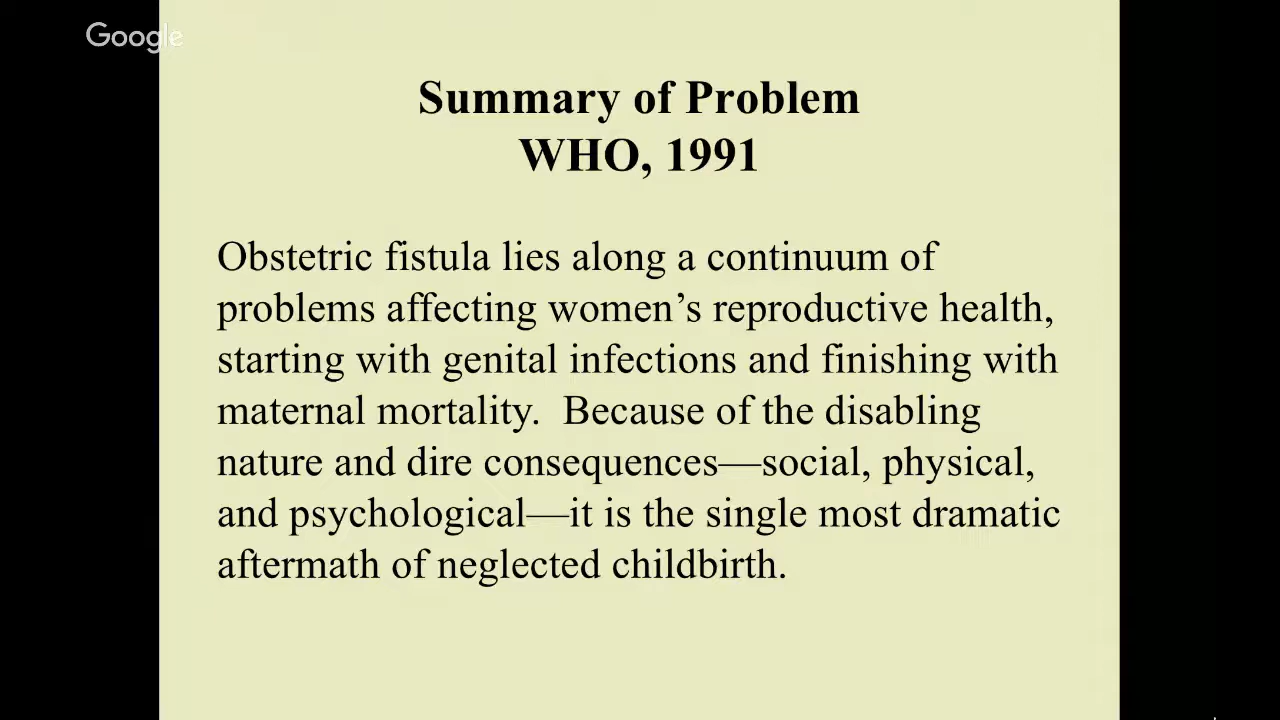 Google
Summary of Problem
WHO, 1991
Obstetric fistula lies along a continuum of
problems affecting women’s reproductive health,
starting with genital infections and finishing with
maternal mortality.  Because of the disabling
nature and dire consequences—social, physical,
and psychological—it is the single most dramatic
aftermath of neglected childbirth.